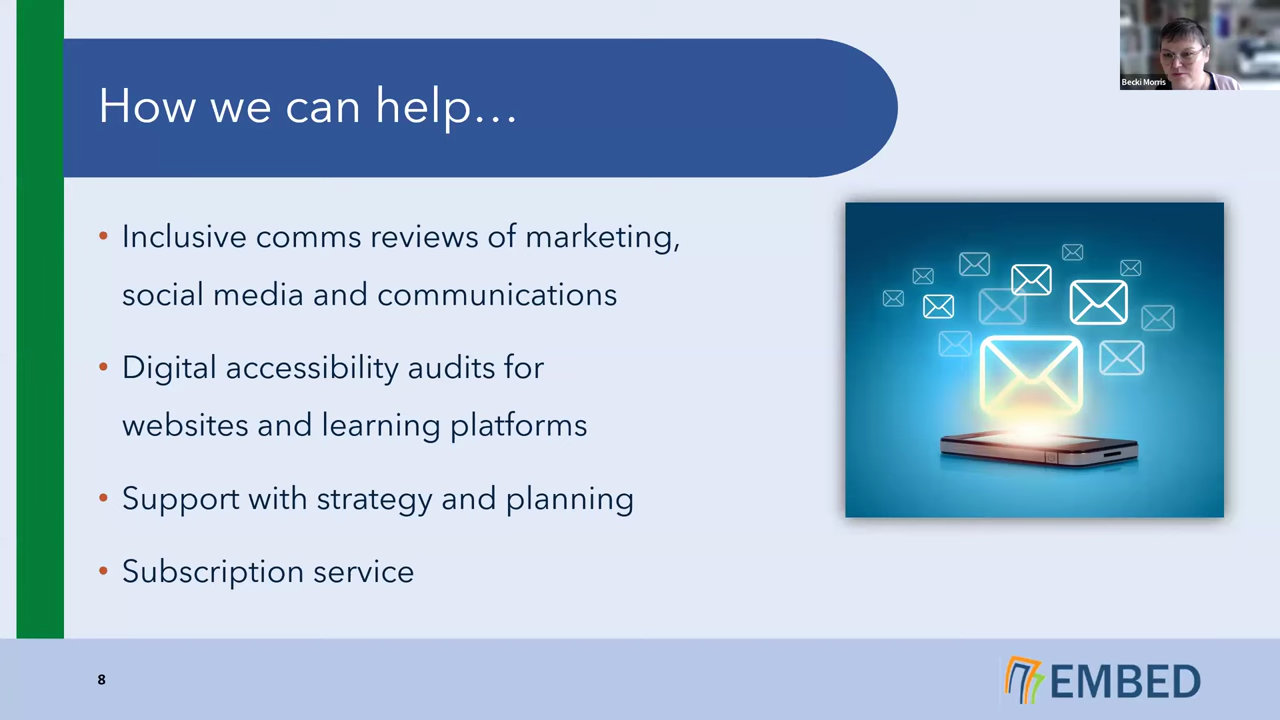 Becki Morris
How we can help…
• Inclusive comms reviews of marketing,
social media and communications
• Digital accessibility audits for
websites and learning platforms
• Support with strategy and planning
• Subscription service
8
EMBED